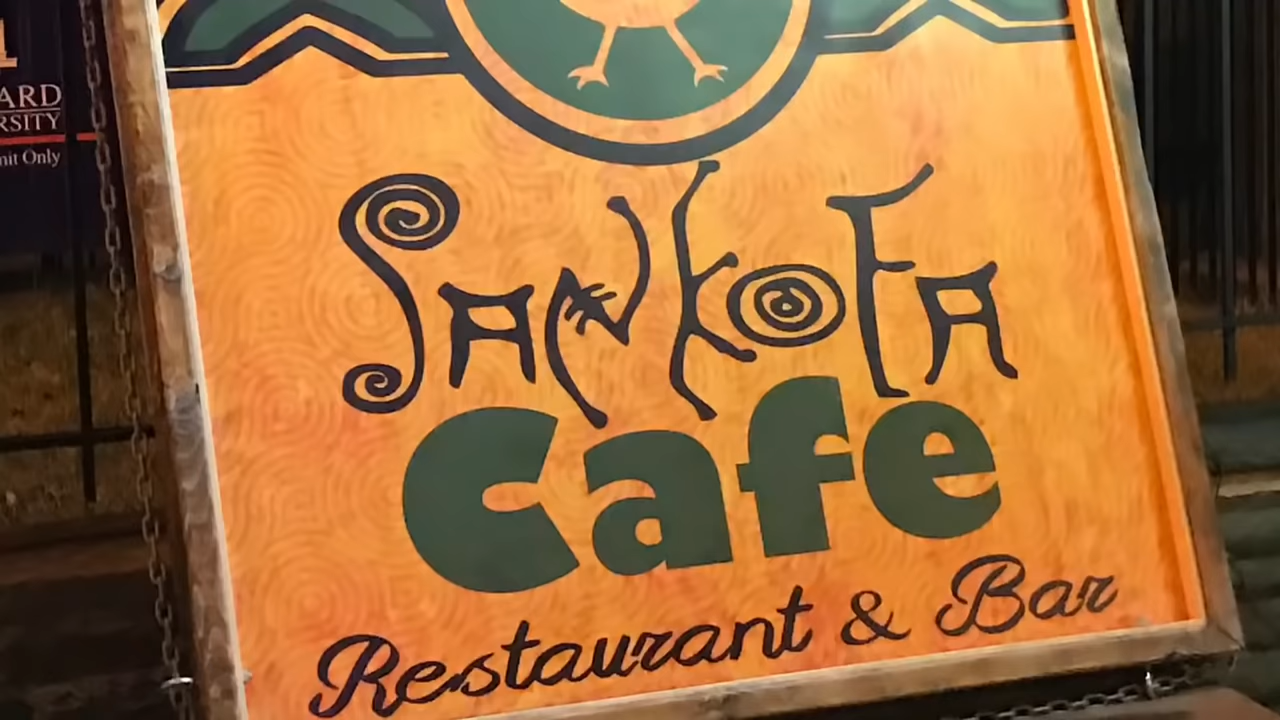 ARD
RSITY
mit Only
SANKOFA
Cafe
Restaurant & Bar